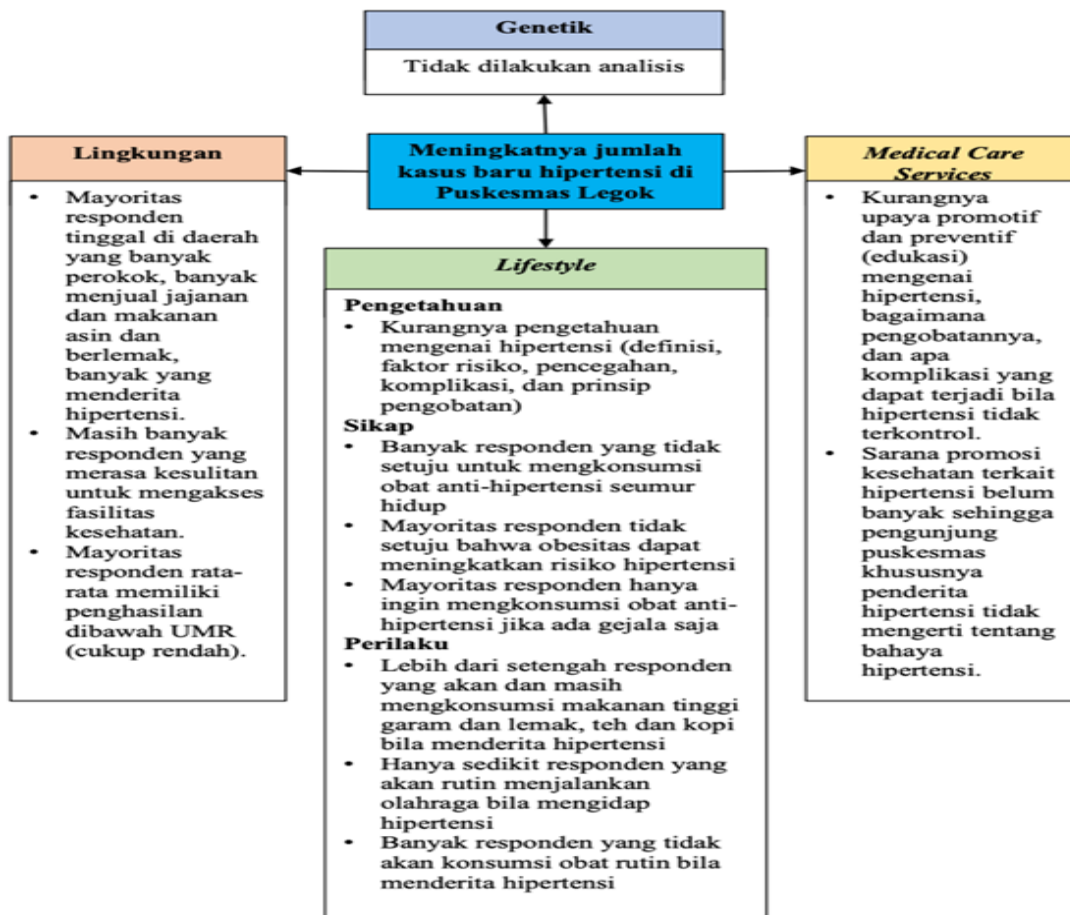 Genetik
Tidak dilakukan analisis
Meningkatnya jumlah
kasus baru hipertensi di
Puskesmas Legok
Lingkungan
• Mayoritas
responden
tinggal di daerah
yang banyak
perokok, banyak
menjual jajanan
dan makanan
asin dan
berlemak,
banyak yang
menderita
hipertensi.
• Masih banyak
responden yang
merasa kesulitan
untuk mengakses
fasilitas
kesehatan.
• Mayoritas
responden rata-
rata memiliki
penghasilan
dibawah UMR
(cukup rendah).
Lifestyle
Pengetahuan
• Kurangnya pengetahuan
mengenai hipertensi (definisi,
faktor risiko, pencegahan,
komplikasi, dan prinsip
pengobatan)
Sikap
• Banyak responden yang tidak
setuju untuk mengkonsumsi
obat anti-hipertensi seumur
hidup
• Mayoritas responden tidak
setuju bahwa obesitas dapat
meningkatkan risiko hipertensi
• Mayoritas responden hanya
ingin mengkonsumsi obat anti-
hipertensi jika ada gejala saja
Perilaku
• Lebih dari setengah responden
yang akan dan masih
mengkonsumsi makanan tinggi
garam dan lemak, teh dan kopi
bila menderita hipertensi
• Hanya sedikit responden yang
akan rutin menjalankan
olahraga bila mengidap
hipertensi
• Banyak responden yang tidak
akan konsumsi obat rutin bila
menderita hipertensi
Medical Care
Services
• Kurangnya
upaya promotif
dan preventif
(edukasi)
mengenai
hipertensi,
bagaimana
pengobatannya,
dan apa
komplikasi yang
dapat terjadi bila
hipertensi tidak
terkontrol.
• Sarana promosi
kesehatan terkait
hipertensi belum
banyak sehingga
pengunjung
puskesmas
khususnya
penderita
hipertensi tidak
mengerti tentang
bahaya
hipertensi.